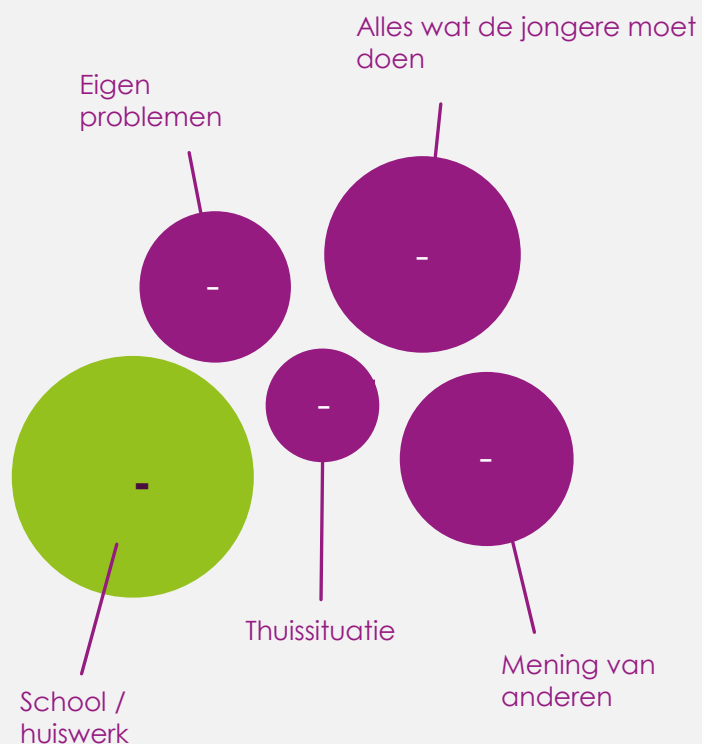 Alles wat de jongere moet
doen
Eigen
problemen
-
-
-
-
-
Thuissituatie
Mening van
anderen
School /
huiswerk